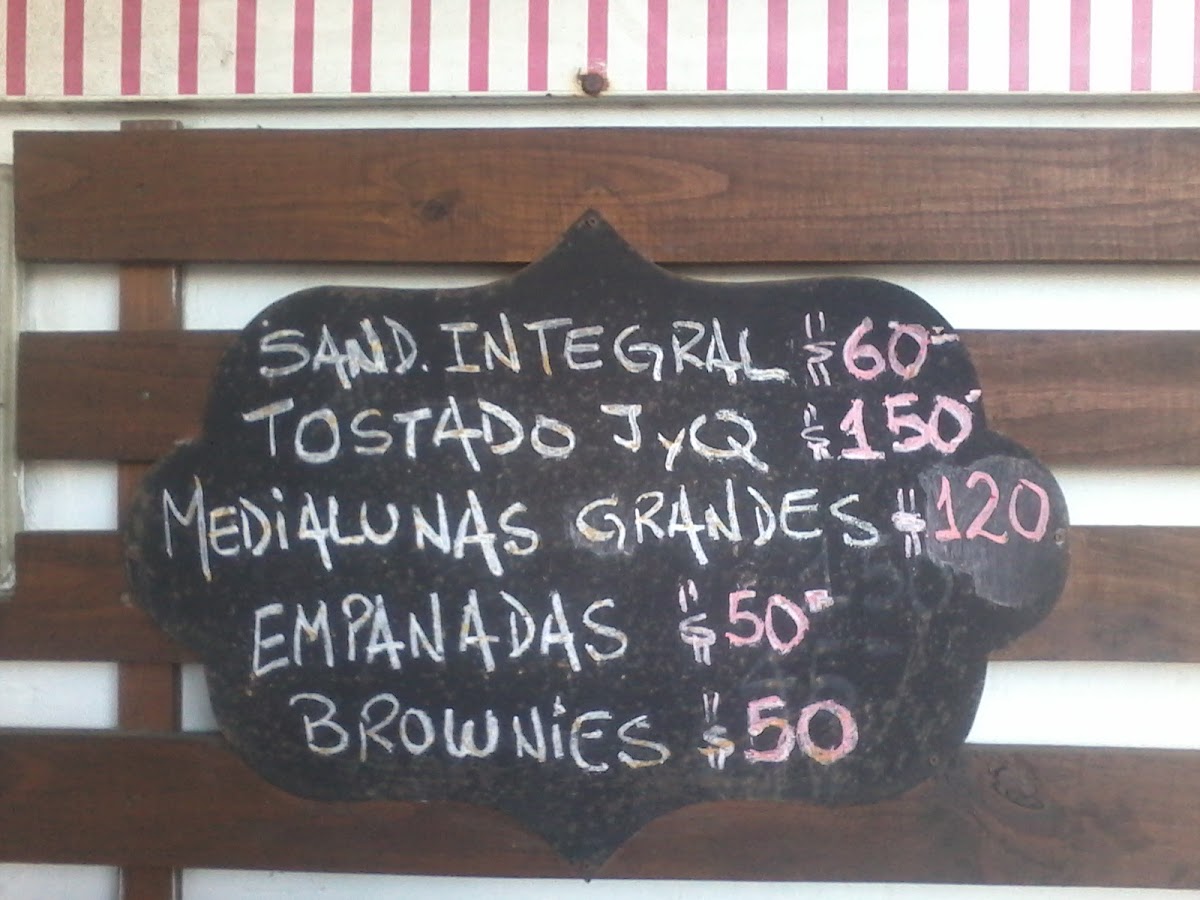 SAND. INTEGRAL $60=
TOSTADO JyQ $150-
MEDIALUNAS GRANDES $120
EMPANADAS $50=
BROWNIES $50